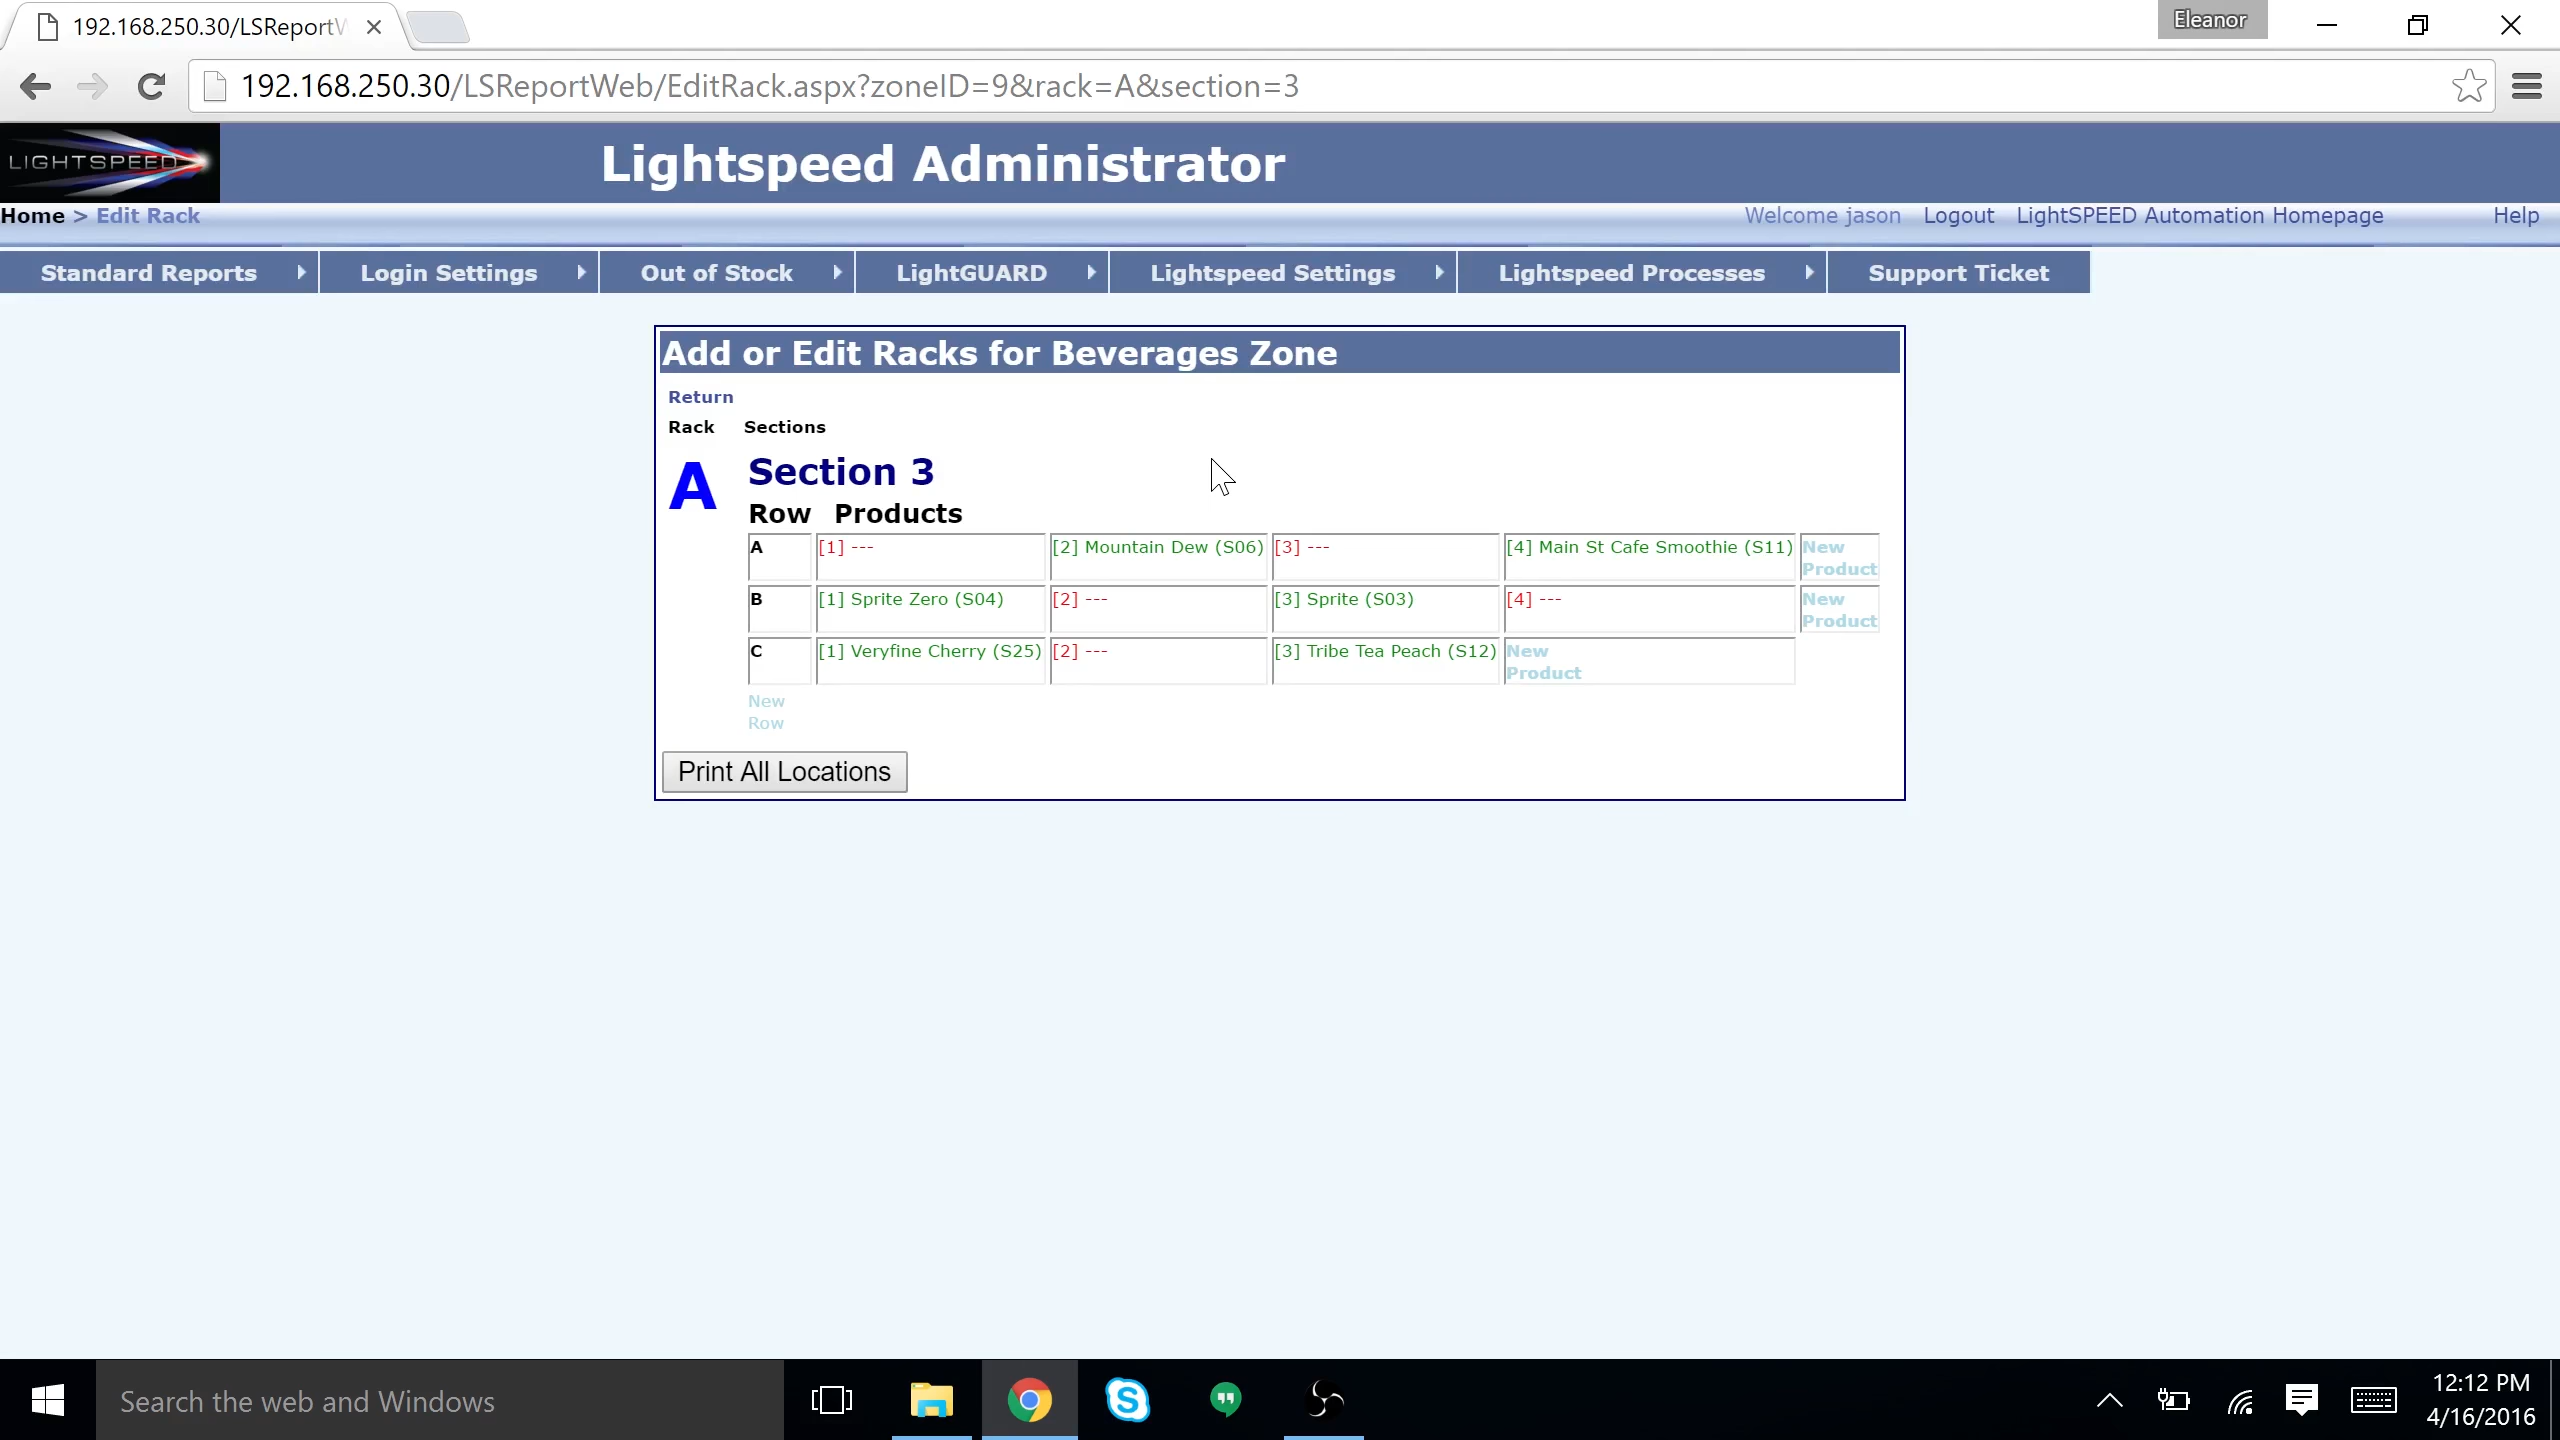 192.168.250.30/LSReportW
Eleanor
192.168.250.30/LSReportWeb/EditRack.aspx?zoneID=9&rack=A&section=3
LIGHTSPEED
Lightspeed Administrator
Home > Edit Rack
Welcome jason Logout LightSPEED Automation Homepage Help
Standard Reports Login Settings Out of Stock LightGUARD Lightspeed Settings Lightspeed Processes Support Ticket
Add or Edit Racks for Beverages Zone
Return
Rack Sections
A
Section 3
Row Products
A [1] --- [2] Mountain Dew (S06) [3] --- [4] Main St Cafe Smoothie (S11) New
Product
B [1] Sprite Zero (S04) [2] --- [3] Sprite (S03) [4] --- New
Product
C [1] Veryfine Cherry (S25) [2] --- [3] Tribe Tea Peach (S12) New
Product
New
Row
Print All Locations
Search the web and Windows
12:12 PM
4/16/2016